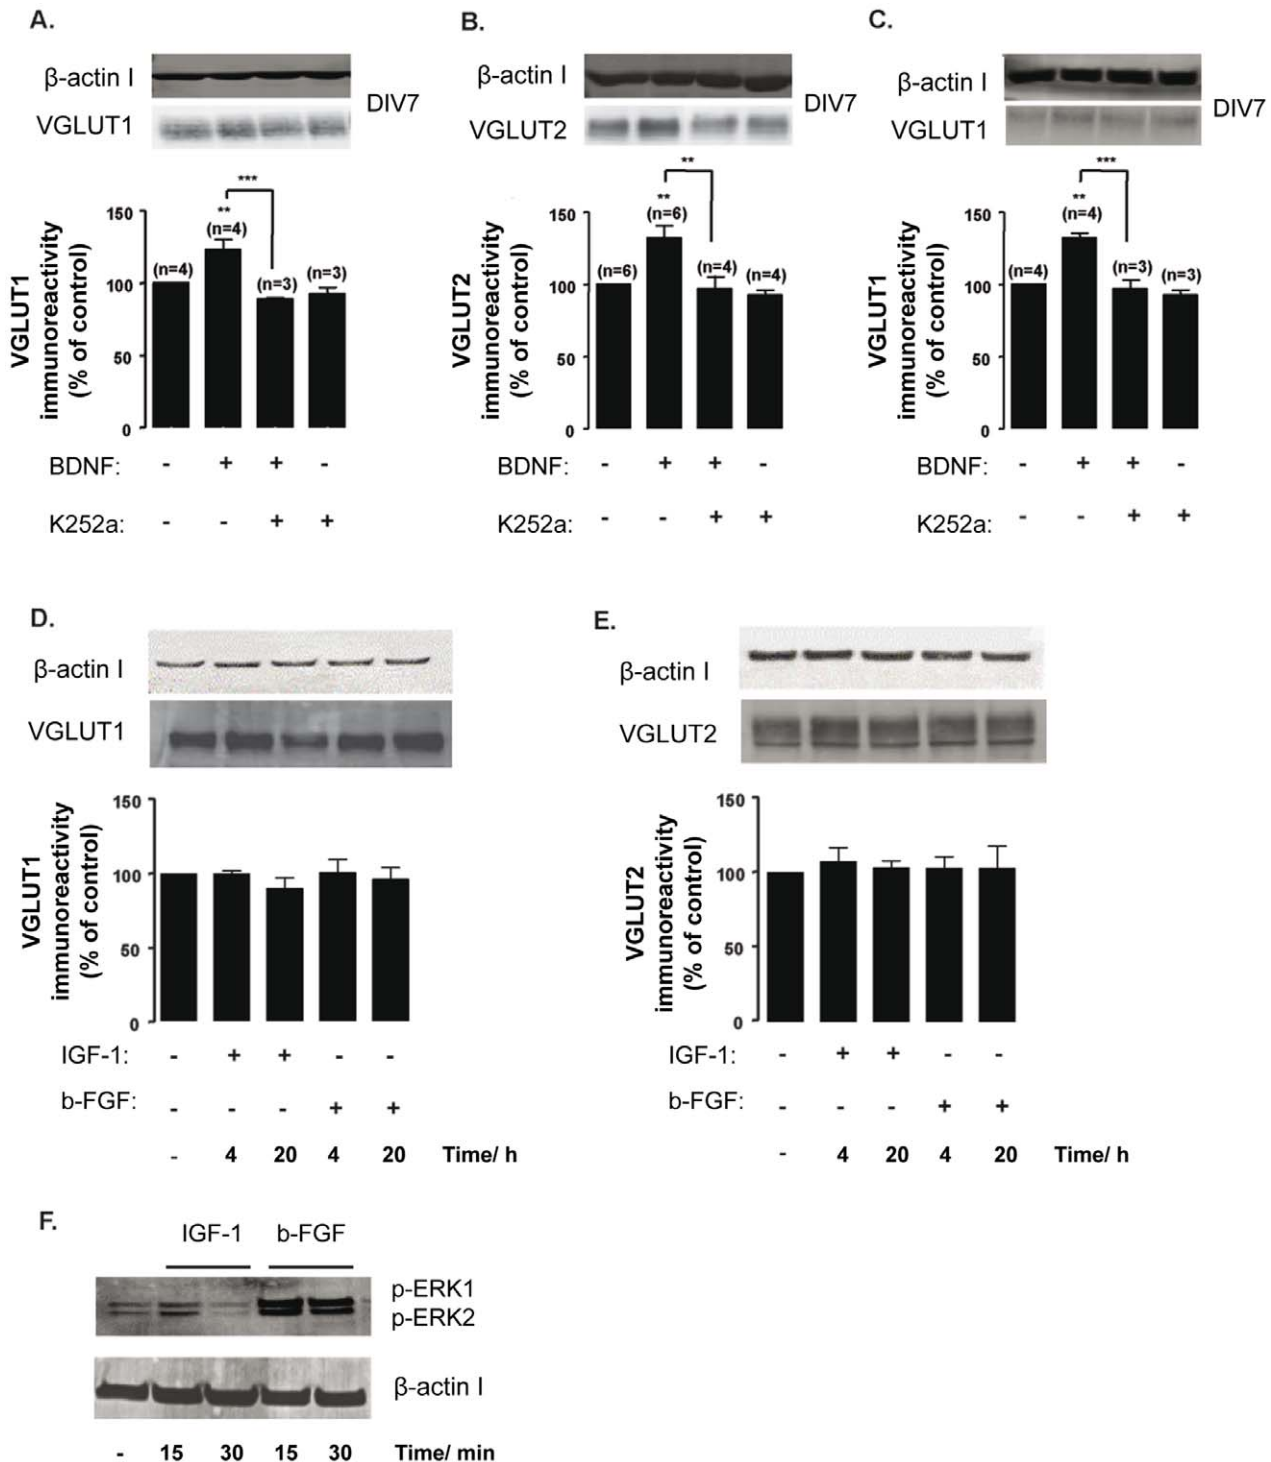 A.
β-actin I
VGLUT1
DIV7
***
**
(n=4)
(n=4)
(n=3)
(n=3)
150
100
50
0
VGLUT1
immunoreactivity
(% of control)
BDNF: - + + -
K252a: - - + +
B.
β-actin I
VGLUT2
DIV7
**
**
(n=6)
(n=6)
(n=4)
(n=4)
150
100
50
0
VGLUT2
immunoreactivity
(% of control)
BDNF: - + + -
K252a: - - + +
C.
β-actin I
VGLUT1
DIV7
***
**
(n=4)
(n=4)
(n=3)
(n=3)
150
100
50
0
VGLUT1
immunoreactivity
(% of control)
BDNF: - + + -
K252a: - - + +
D.
β-actin I
VGLUT1
150
100
50
0
VGLUT1
immunoreactivity
(% of control)
IGF-1: - + + - -
b-FGF: - - - + +
- 4 20 4 20 Time/ h
E.
β-actin I
VGLUT2
150
100
50
0
VGLUT2
immunoreactivity
(% of control)
IGF-1: - + + - -
b-FGF: - - - + +
- 4 20 4 20 Time/ h
F.
IGF-1 b-FGF
p-ERK1
p-ERK2
β-actin I
- 15 30 15 30 Time/ min